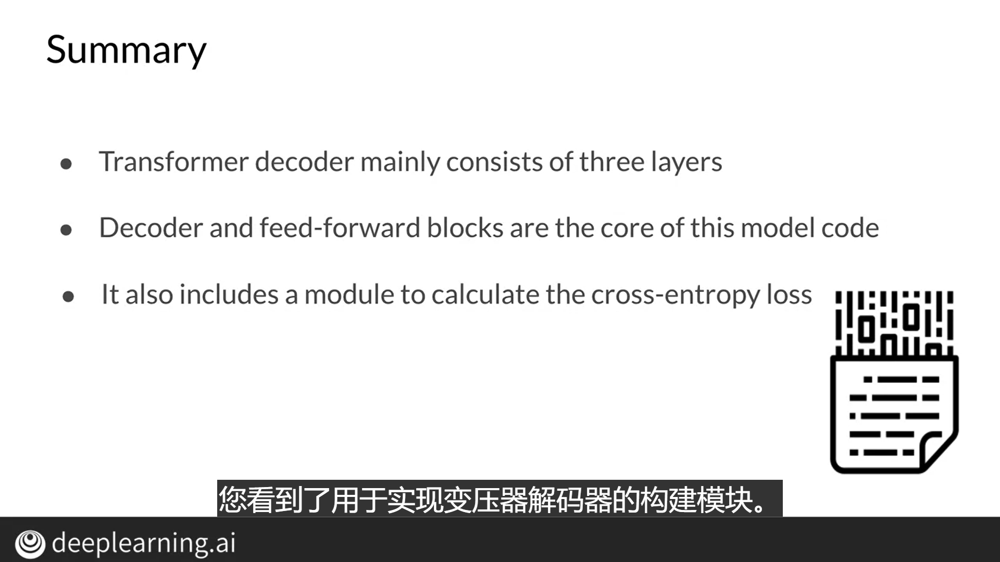 Summary
● Transformer decoder mainly consists of three layers
● Decoder and feed-forward blocks are the core of this model code
● It also includes a module to calculate the cross-entropy loss
您看到了用于实现变压器解码器的构建模块。
deeplearning.ai